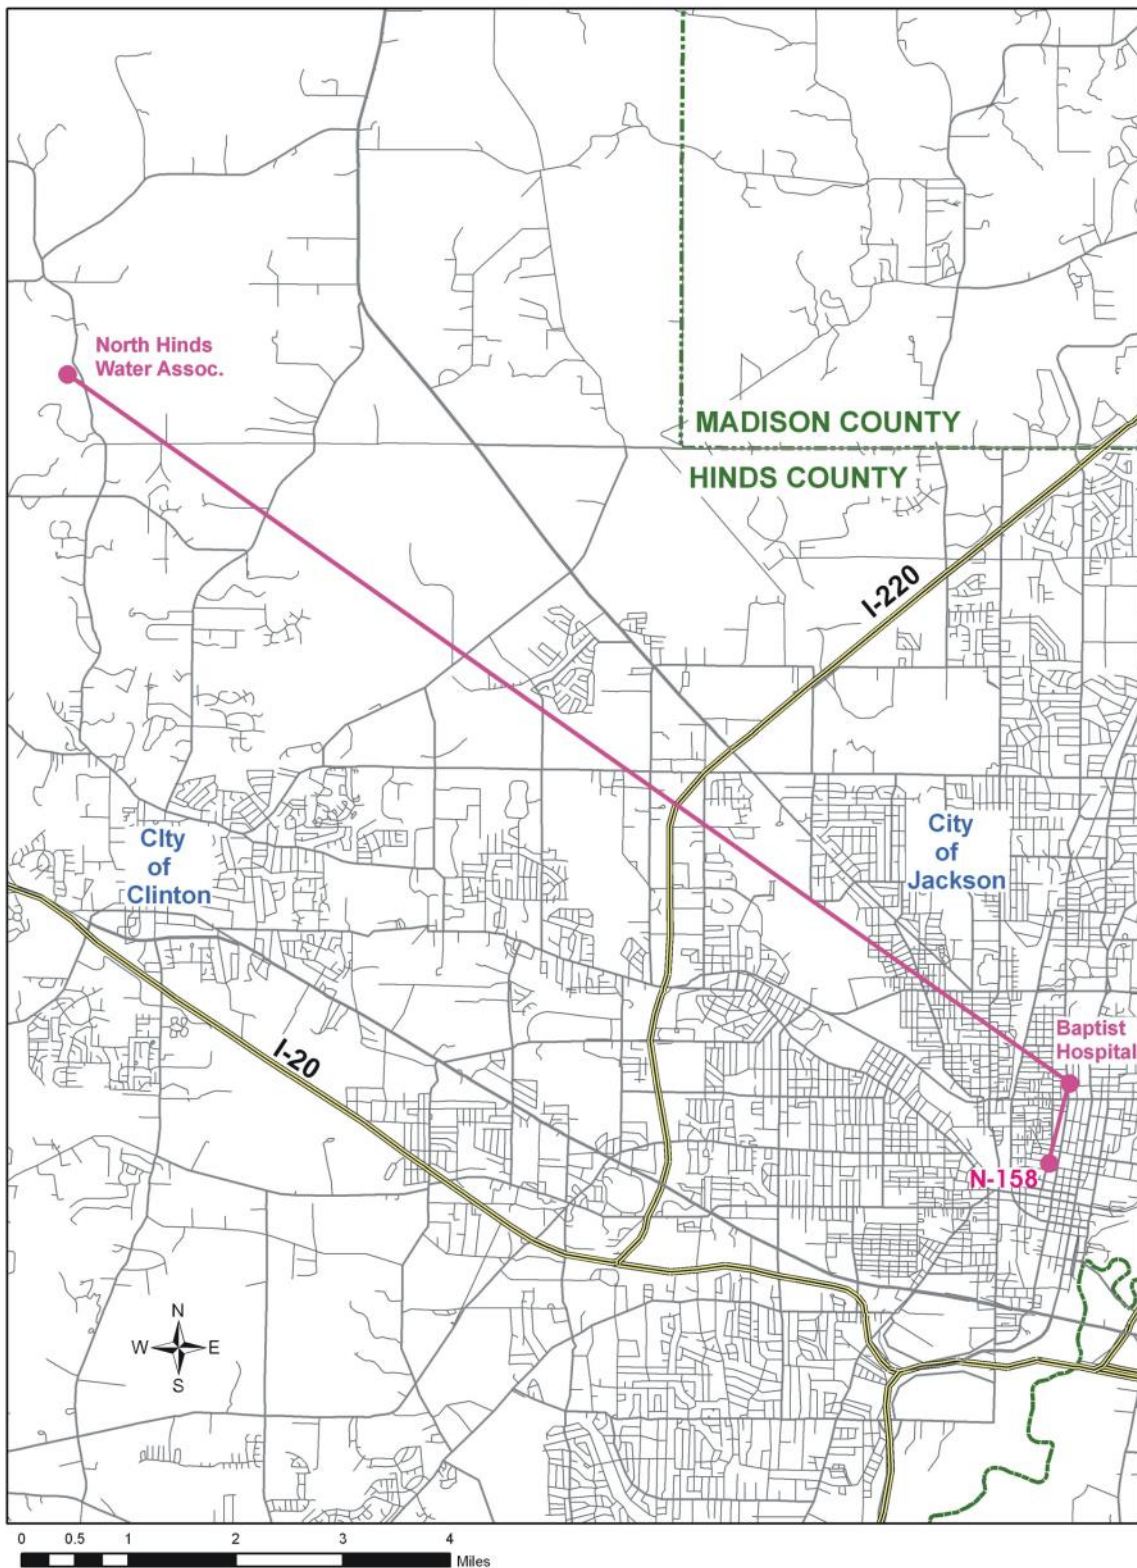 North Hinds
Water Assoc.
MADISON COUNTY
HINDS COUNTY
I-220
CIty
of
Clinton
City
of
Jackson
I-20
Baptist
Hospital
N-158
N
W E
S
0 0.5 1 2 3 4
Miles